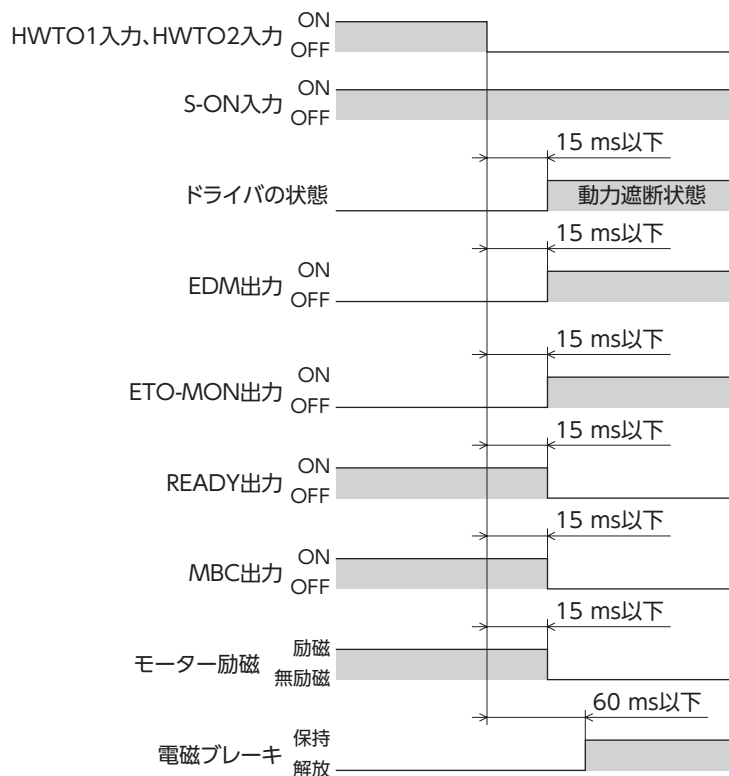 HWTO1入力、HWTO2入力 ON
OFF
S-ON入力 ON
OFF
15 ms以下
ドライバの状態 動力遮断状態
15 ms以下
EDM出力 ON
OFF
15 ms以下
ETO-MON出力 ON
OFF
15 ms以下
READY出力 ON
OFF
15 ms以下
MBC出力 ON
OFF
15 ms以下
モーター励磁 励磁
無励磁
60 ms以下
電磁ブレーキ 保持
解放